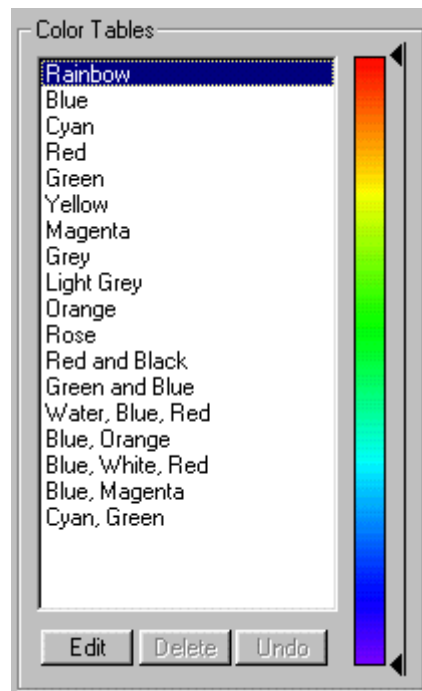 Color Tables
Rainbow
Blue
Cyan
Red
Green
Yellow
Magenta
Grey
Light Grey
Orange
Rose
Red and Black
Green and Blue
Water, Blue, Red
Blue, Orange
Blue, White, Red
Blue, Magenta
Cyan, Green
Edit Delete Undo